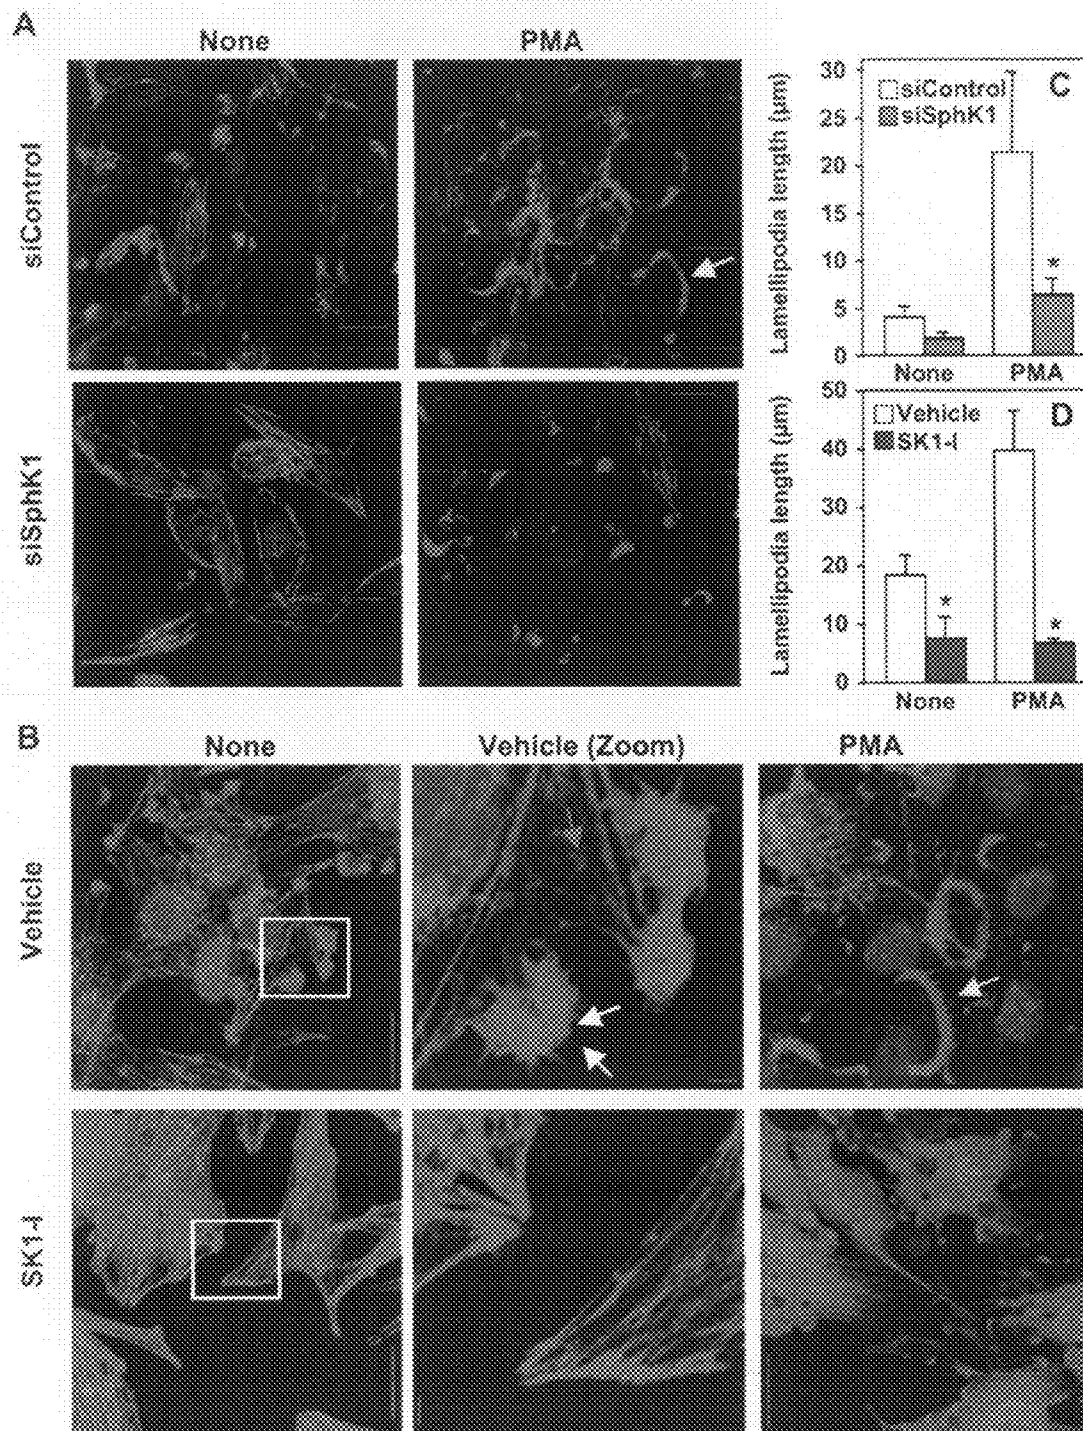 A
None
PMA
siControl
siSphK1
C
siControl
siSphK1
Lamellipodia length (µm)
30
25
20
15
10
5
0
*
None
PMA
D
Vehicle
SK1-I
Lamellipodia length (µm)
50
40
30
20
10
0
*
*
None
PMA
B
None
Vehicle (Zoom)
PMA
Vehicle
SK1-I